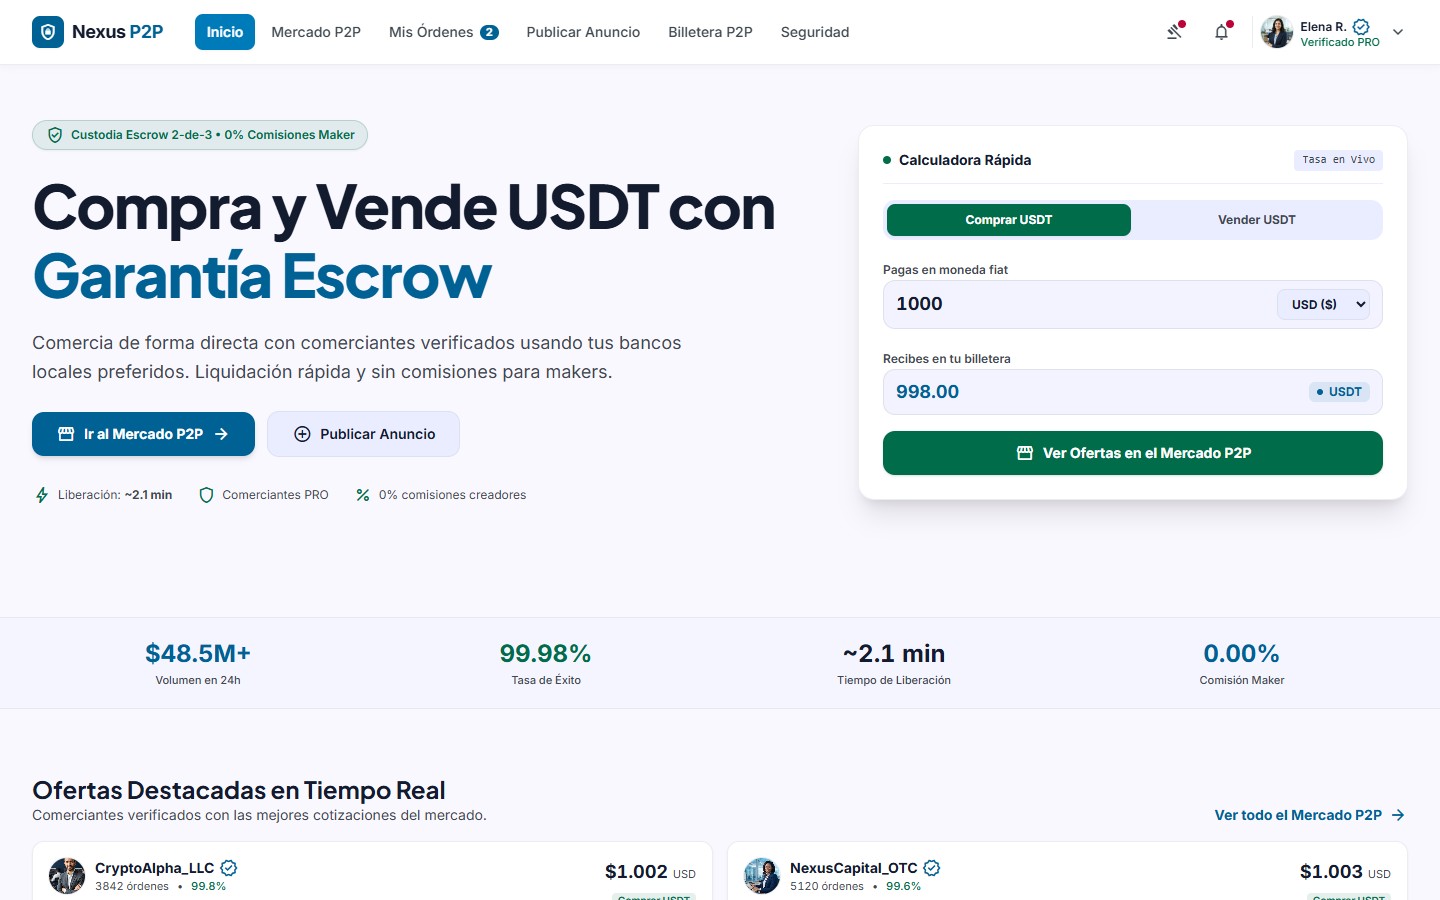 Nexus P2P
Inicio
Mercado P2P
Mis Órdenes 2
Publicar Anuncio
Billetera P2P
Seguridad
Elena R.
Verificado PRO
Custodia Escrow 2-de-3 • 0% Comisiones Maker
Compra y Vende USDT con
Garantía Escrow
Comercia de forma directa con comerciantes verificados usando tus bancos
locales preferidos. Liquidación rápida y sin comisiones para makers.
Ir al Mercado P2P
Publicar Anuncio
Liberación: ~2.1 min
Comerciantes PRO
0% comisiones creadores
Calculadora Rápida
Tasa en Vivo
Comprar USDT
Vender USDT
Pagas en moneda fiat
1000
USD ($)
Recibes en tu billetera
998.00
USDT
Ver Ofertas en el Mercado P2P
$48.5M+
Volumen en 24h
99.98%
Tasa de Éxito
~2.1 min
Tiempo de Liberación
0.00%
Comisión Maker
Ofertas Destacadas en Tiempo Real
Comerciantes verificados con las mejores cotizaciones del mercado.
Ver todo el Mercado P2P
CryptoAlpha_LLC
3842 órdenes • 99.8%
$1.002 USD
Comprar USDT
NexusCapital_OTC
5120 órdenes • 99.6%
$1.003 USD
Comprar USDT